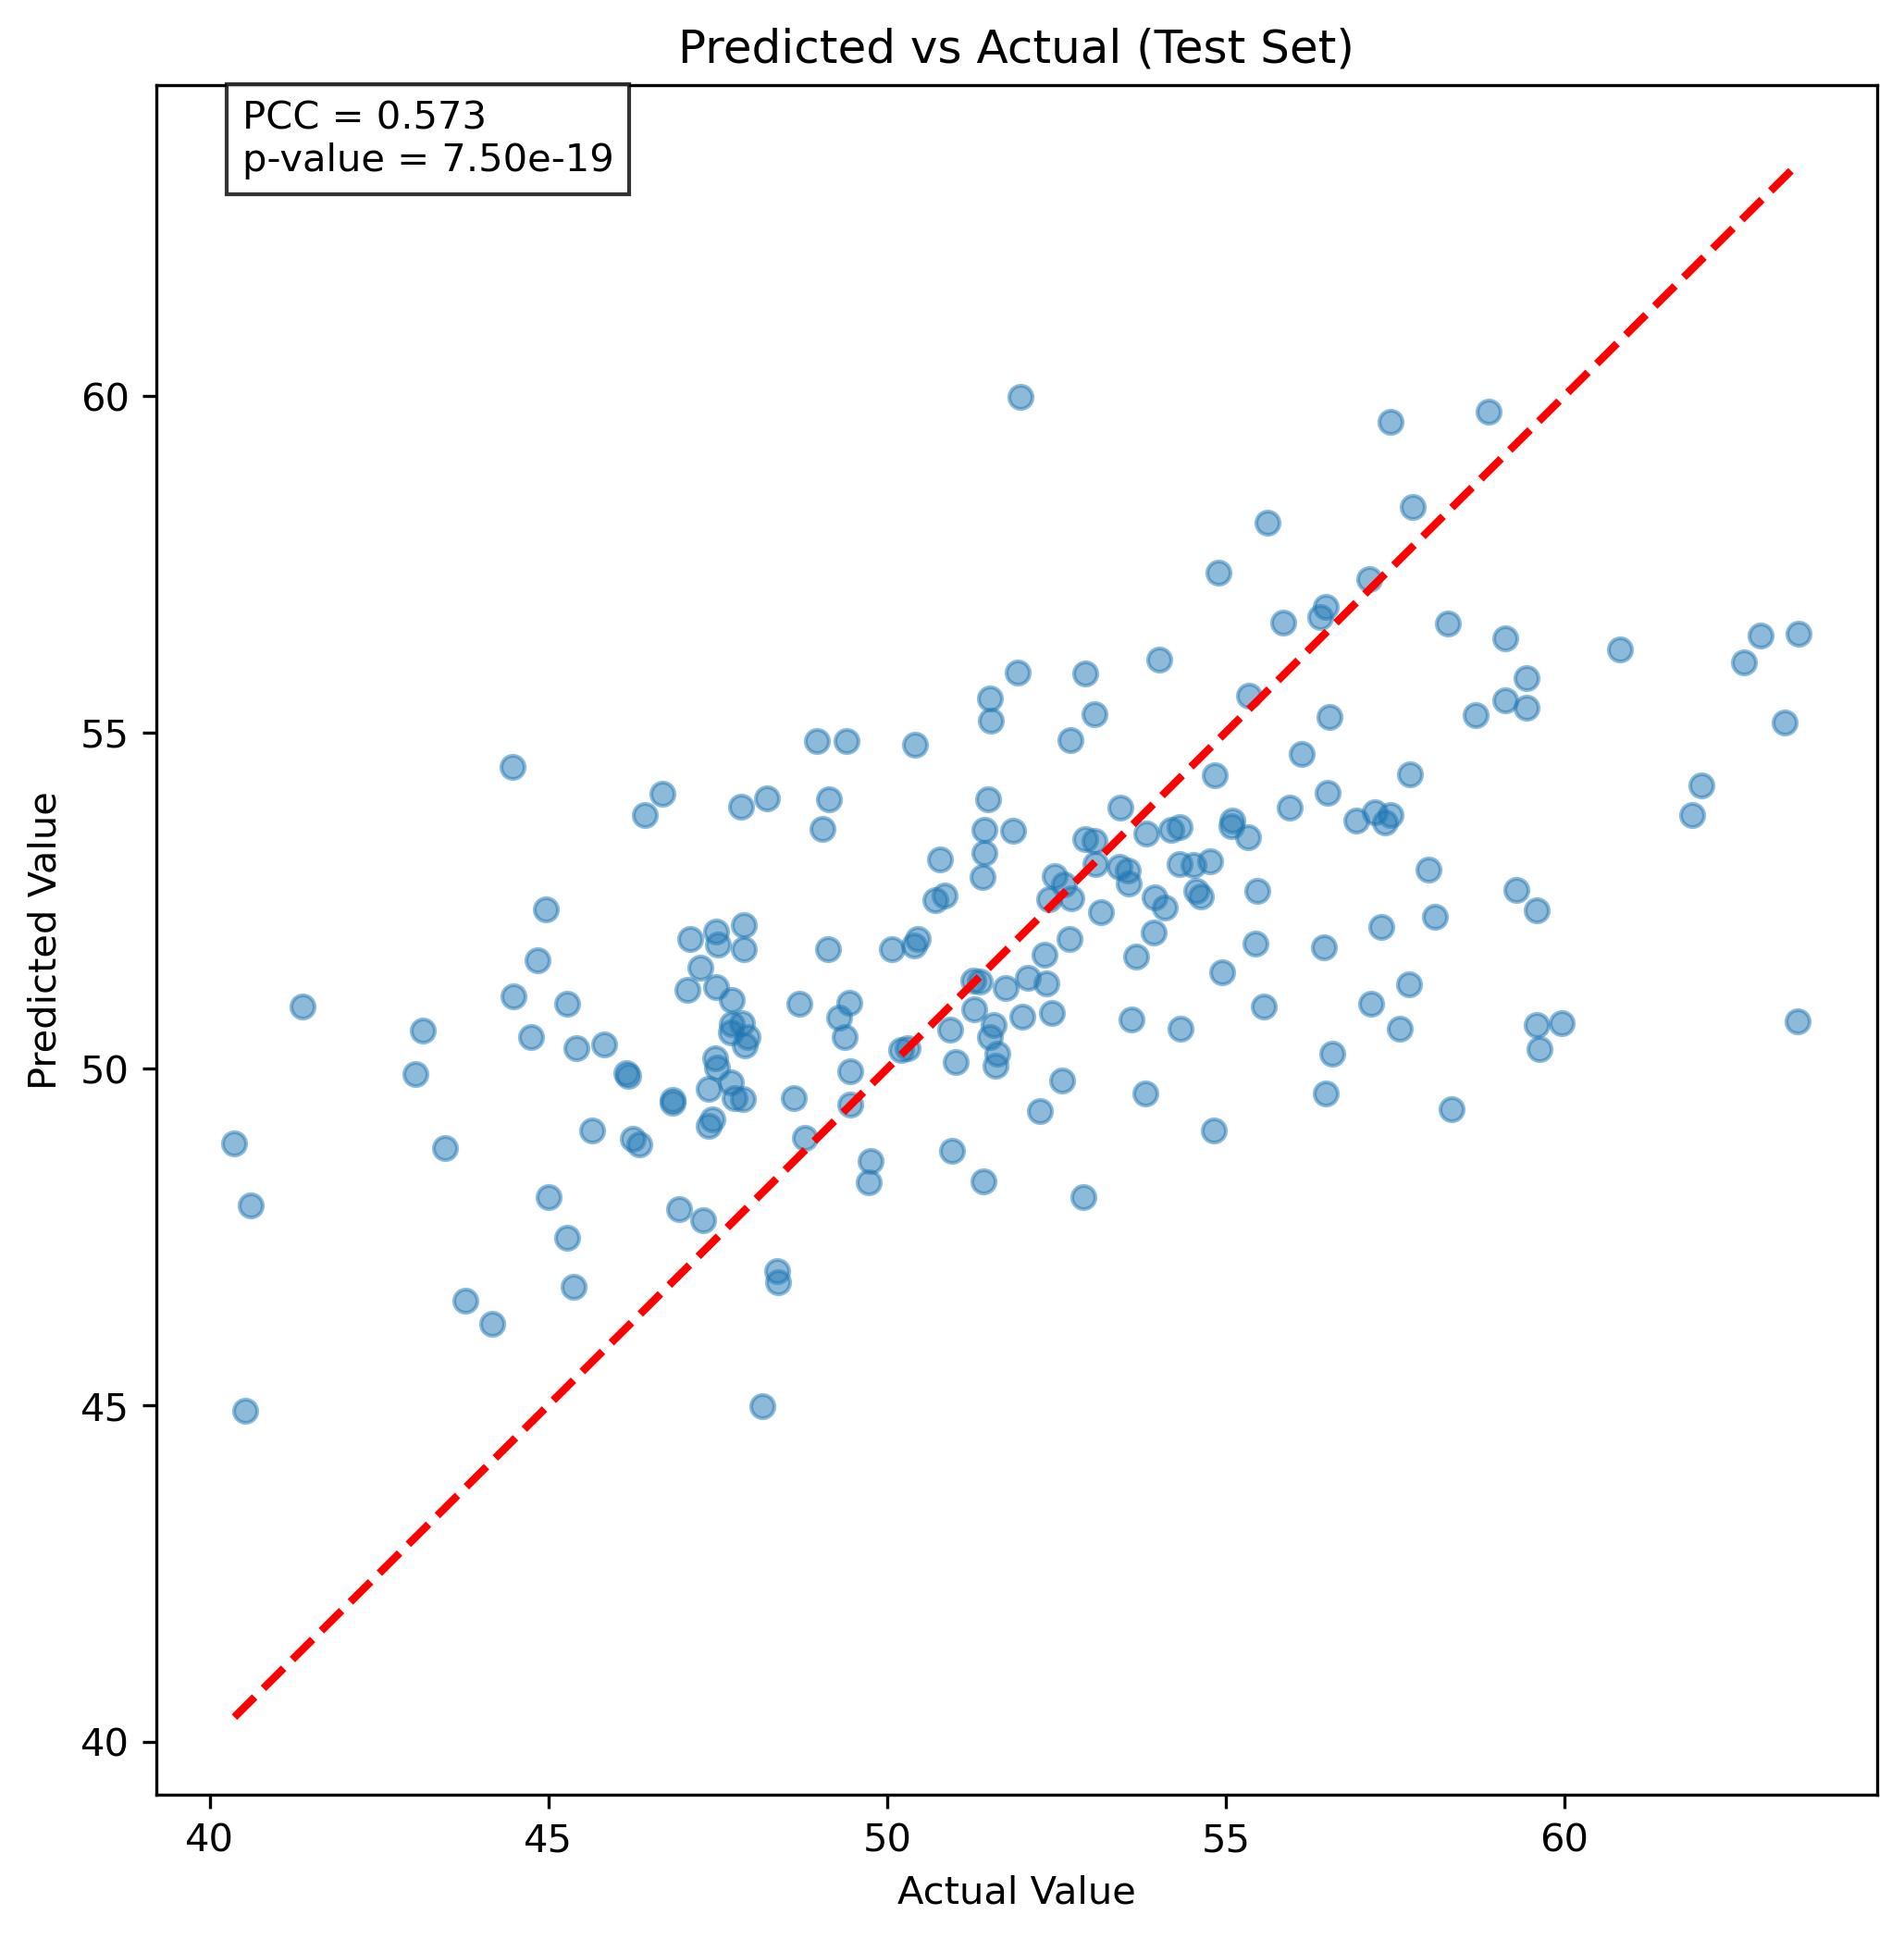 Predicted vs Actual (Test Set)
PCC = 0.573
p-value = 7.50e-19
Predicted Value
60
55
50
45
40
40 45 50 55 60
Actual Value